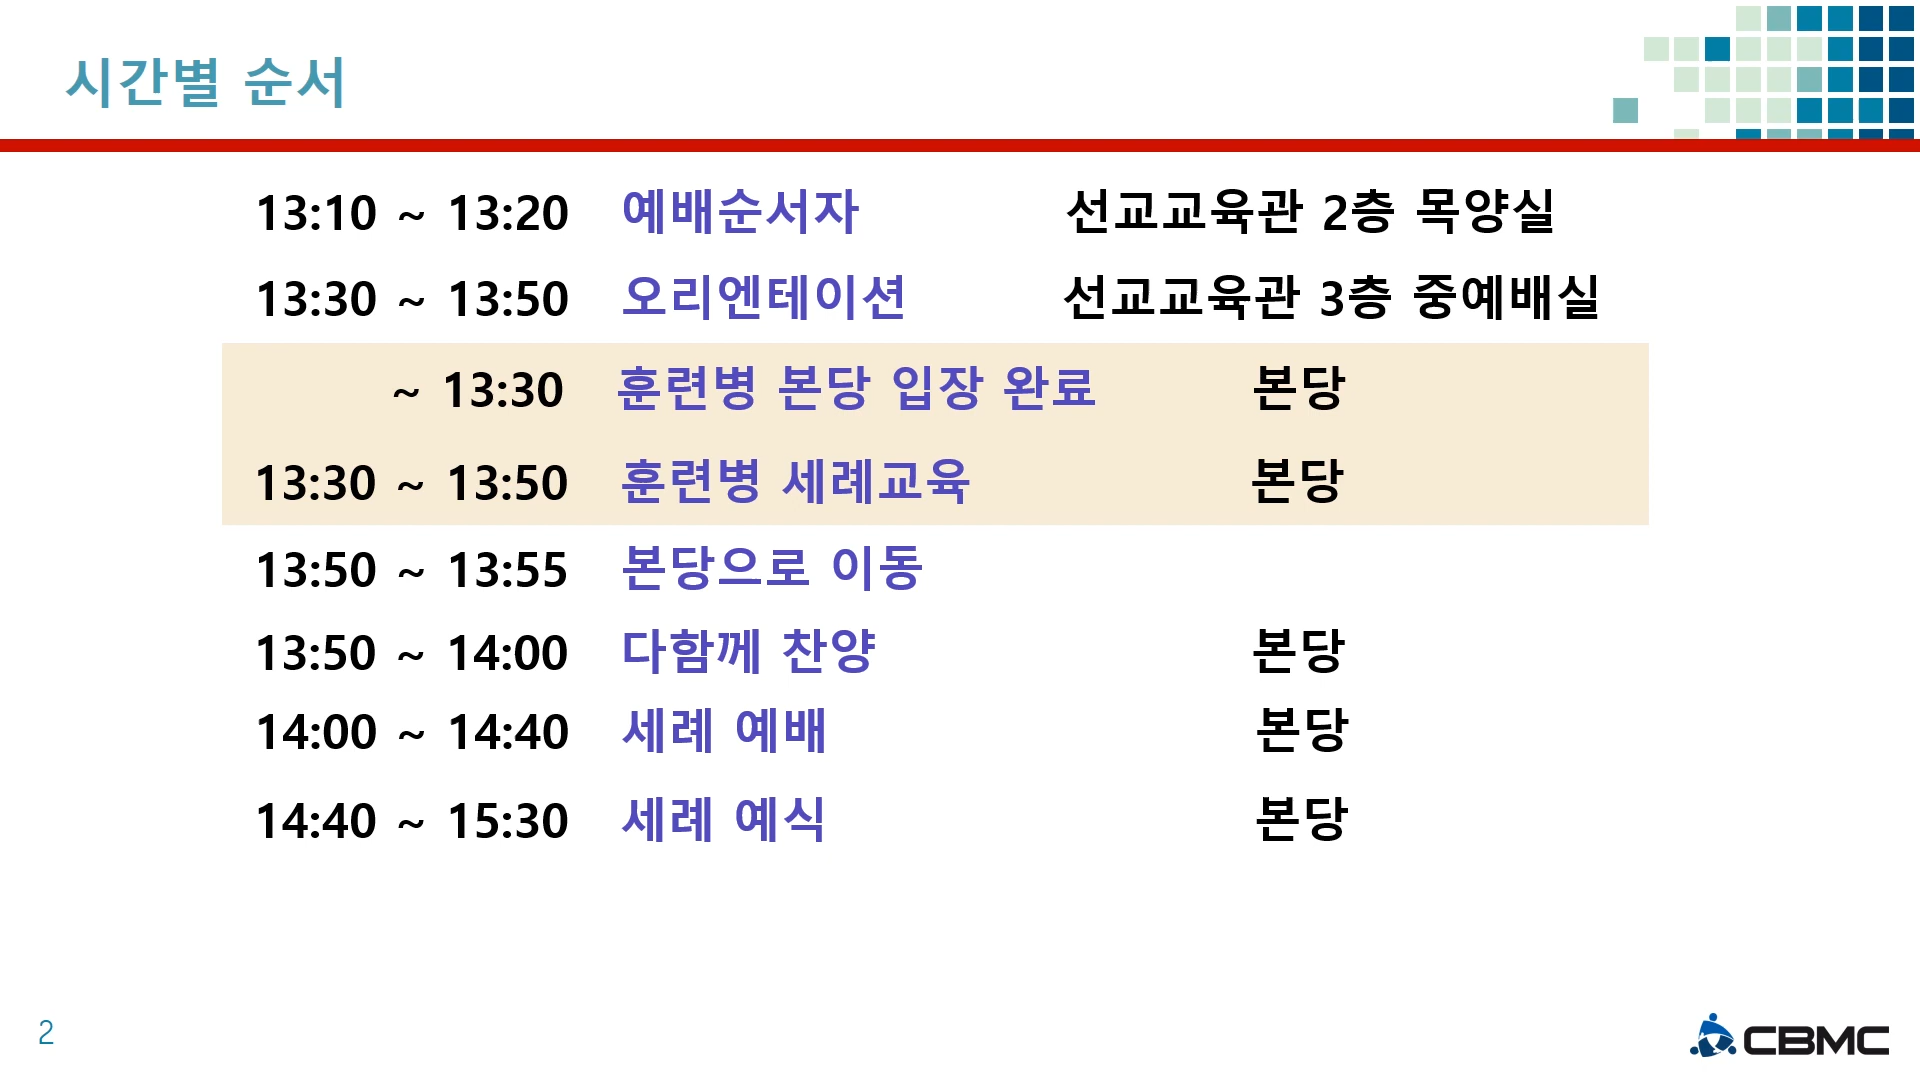 시간별 순서
13:10 ~ 13:20 예배순서자 선교교육관 2층 목양실
13:30 ~ 13:50 오리엔테이션 선교교육관 3층 중예배실
~ 13:30 훈련병 본당 입장 완료 본당
13:30 ~ 13:50 훈련병 세례교육 본당
13:50 ~ 13:55 본당으로 이동
13:50 ~ 14:00 다함께 찬양 본당
14:00 ~ 14:40 세례 예배 본당
14:40 ~ 15:30 세례 예식 본당
2
CBMC